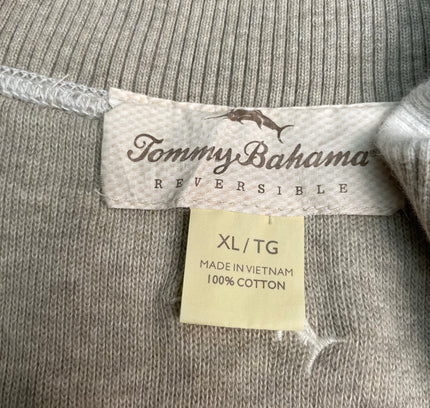 Tommy Bahama
REVERSIBLE
XL / TG
MADE IN VIETNAM
100% COTTON